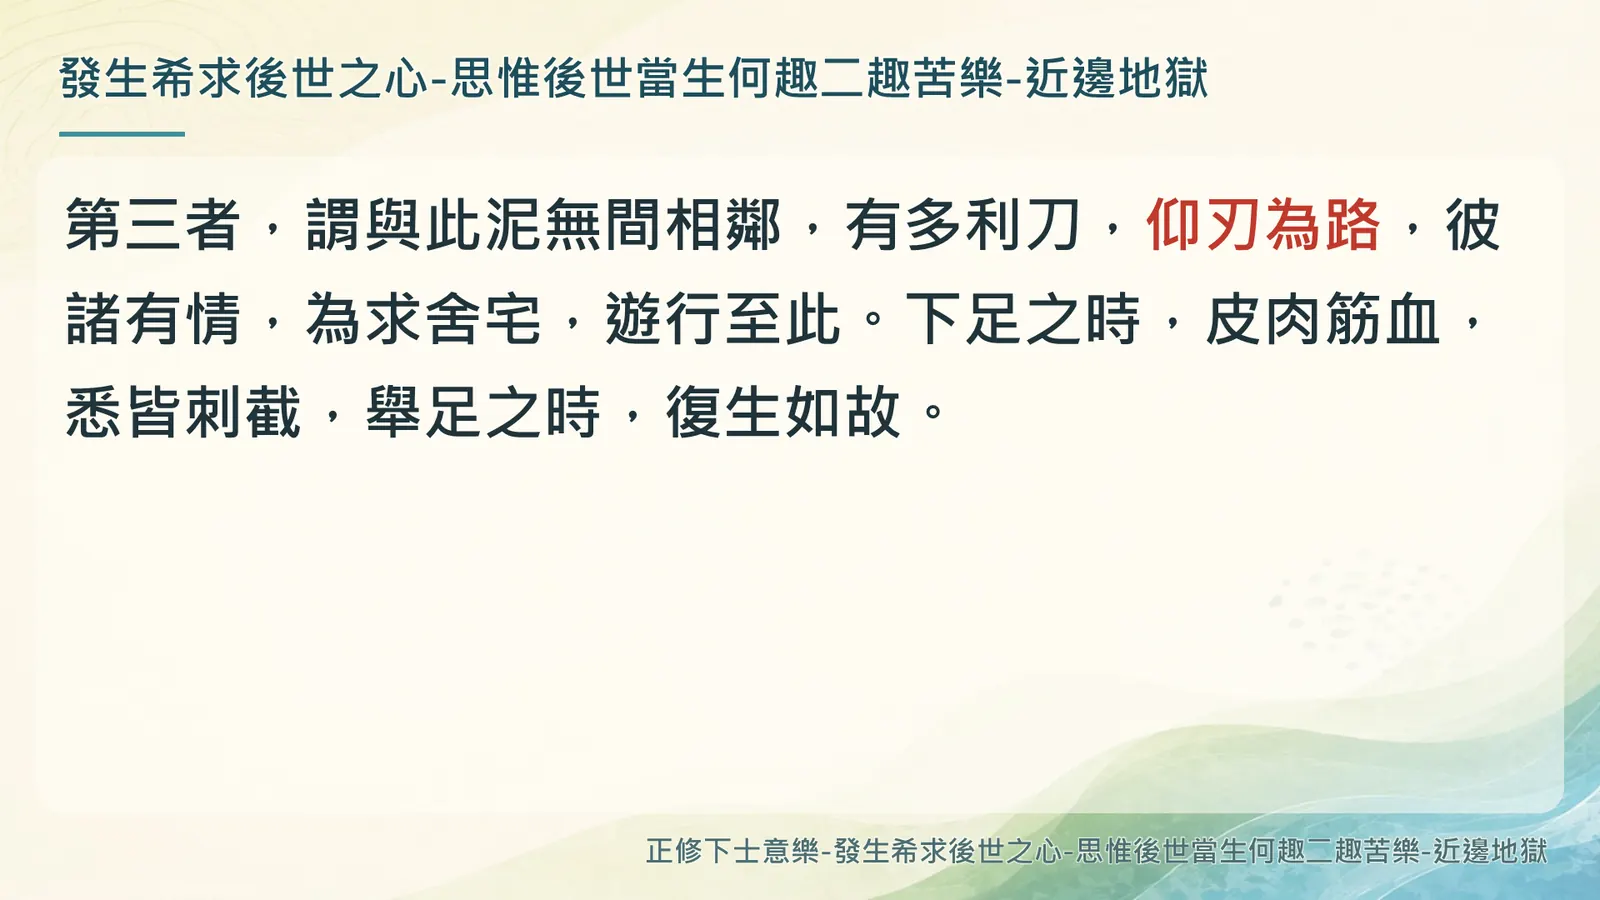 發生希求後世之心-思惟後世當生何趣二趣苦樂-近邊地獄
第三者，謂與此泥無間相鄰，有多利刀，仰刃為路，彼
諸有情，為求舍宅，遊行至此。下足之時，皮肉筋血，
悉皆刺截，舉足之時，復生如故。
正修下士意樂-發生希求後世之心-思惟後世當生何趣二趣苦樂-近邊地獄